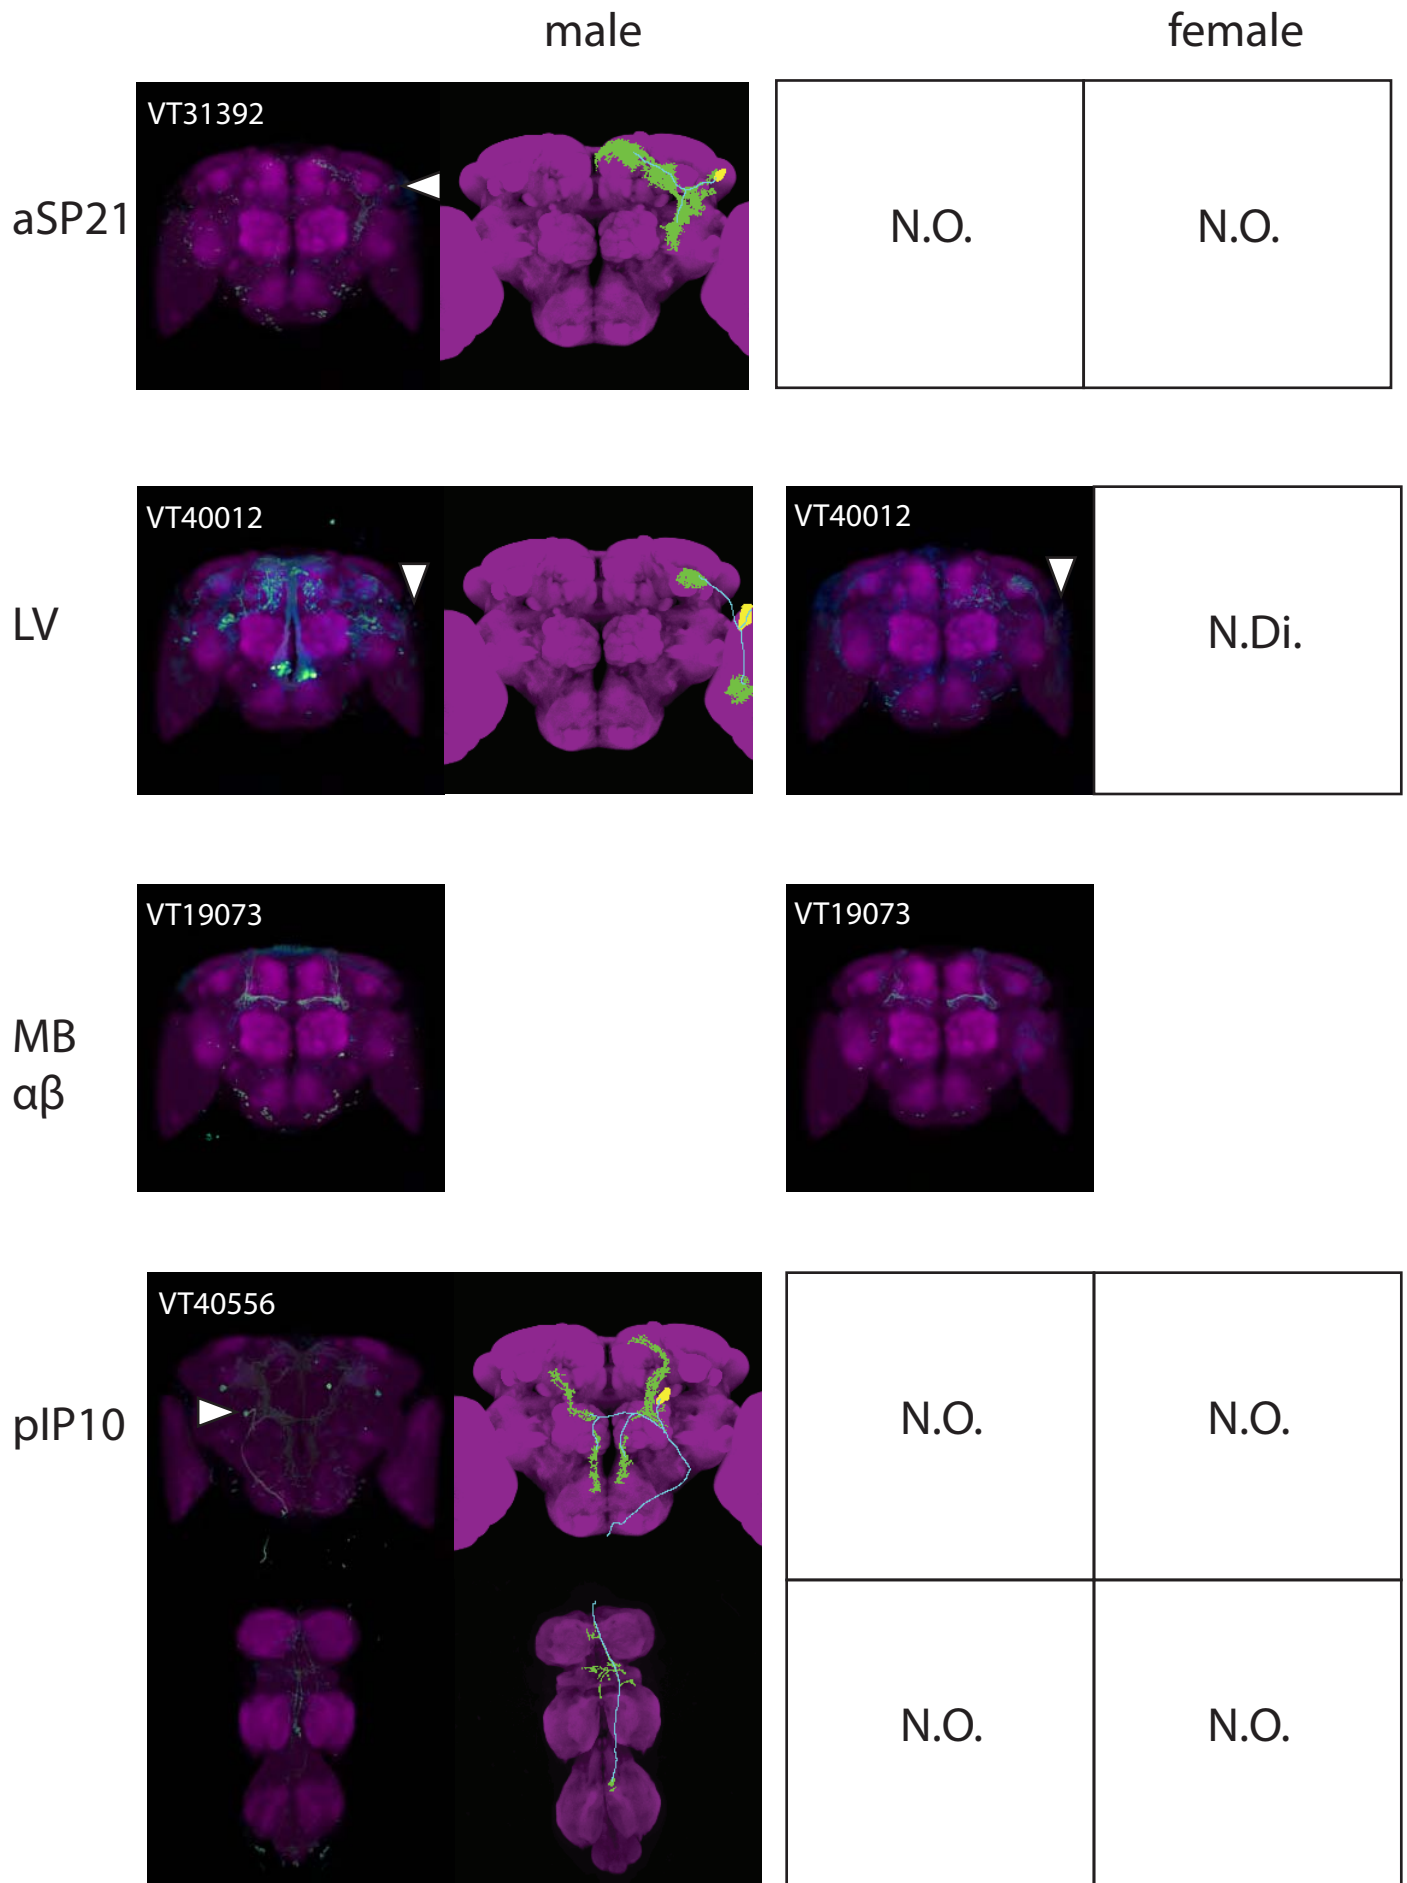 male
female
VT31392
aSP21
N.O.
N.O.
VT40012
VT40012
LV
N.Di.
VT19073
VT19073
MB
αβ
VT40556
pIP10
N.O.
N.O.
N.O.
N.O.